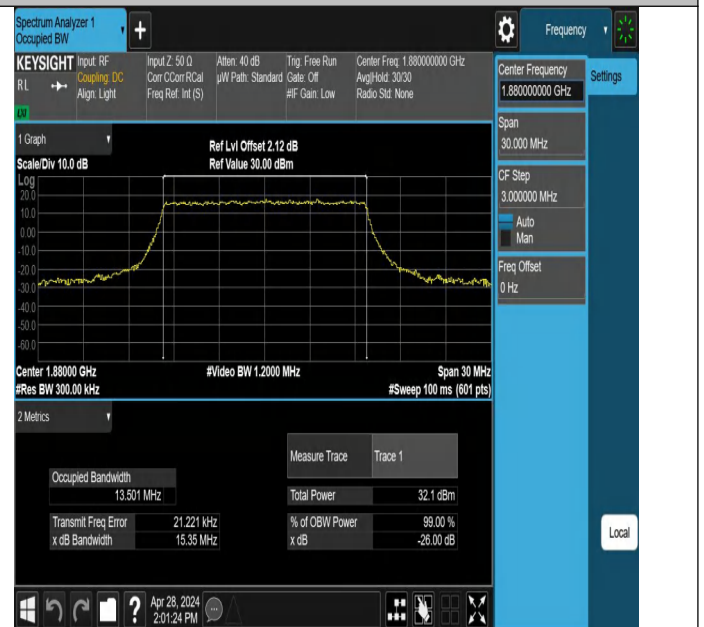 Spectrum Analyzer 1
Occupied BW
Frequency
KEYSIGHT
RL
Input: RF
Coupling: DC
Align: Light
Input Z: 50 Ω
Corr CCorr RCal
Freq Ref: Int (S)
Atten: 40 dB
µW Path: Standard
Trig: Free Run
Gate: Off
#IF Gain: Low
Center Freq: 1.880000000 GHz
Avg|Hold: 30/30
Radio Std: None
Center Frequency
1.880000000 GHz
Settings
Span
30.000 MHz
CF Step
3.000000 MHz
Auto
Man
Freq Offset
0 Hz
1 Graph
Scale/Div 10.0 dB
Ref Lvl Offset 2.12 dB
Ref Value 30.00 dBm
Log
20.0
10.0
0.00
-10.0
-20.0
-30.0
-40.0
-50.0
-60.0
Center 1.88000 GHz
#Res BW 300.00 kHz
#Video BW 1.2000 MHz
Span 30 MHz
#Sweep 100 ms (601 pts)
2 Metrics
Measure Trace Trace 1
Occupied Bandwidth
13.501 MHz
Total Power 32.1 dBm
Transmit Freq Error 21.221 kHz
% of OBW Power 99.00 %
x dB Bandwidth 15.35 MHz
x dB -26.00 dB
Local
?
Apr 28, 2024
2:01:24 PM